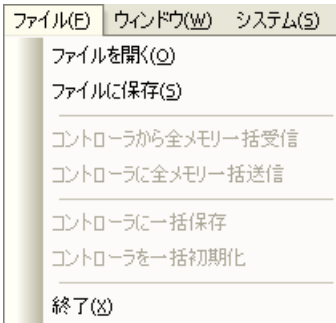 ファイル(F) ウィンドウ(W) システム(S)
ファイルを開く(O)
ファイルに保存(S)
コントローラから全メモリ一括受信
コントローラに全メモリ一括送信
コントローラに一括保存
コントローラを一括初期化
終了(X)